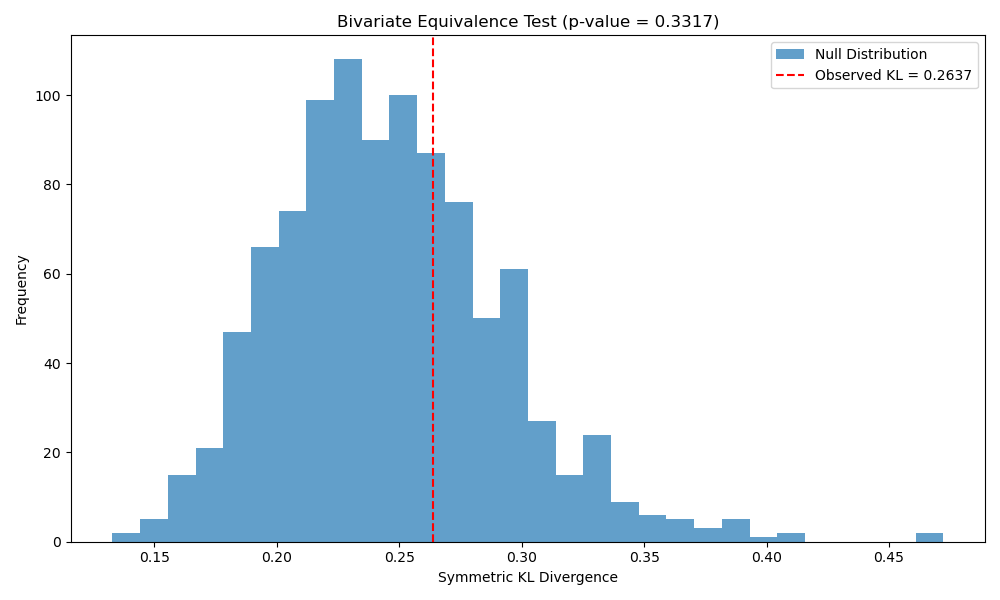 Bivariate Equivalence Test (p-value = 0.3317)
Null Distribution
Observed KL = 0.2637
Frequency
100
80
60
40
20
0
0.15 0.20 0.25 0.30 0.35 0.40 0.45
Symmetric KL Divergence